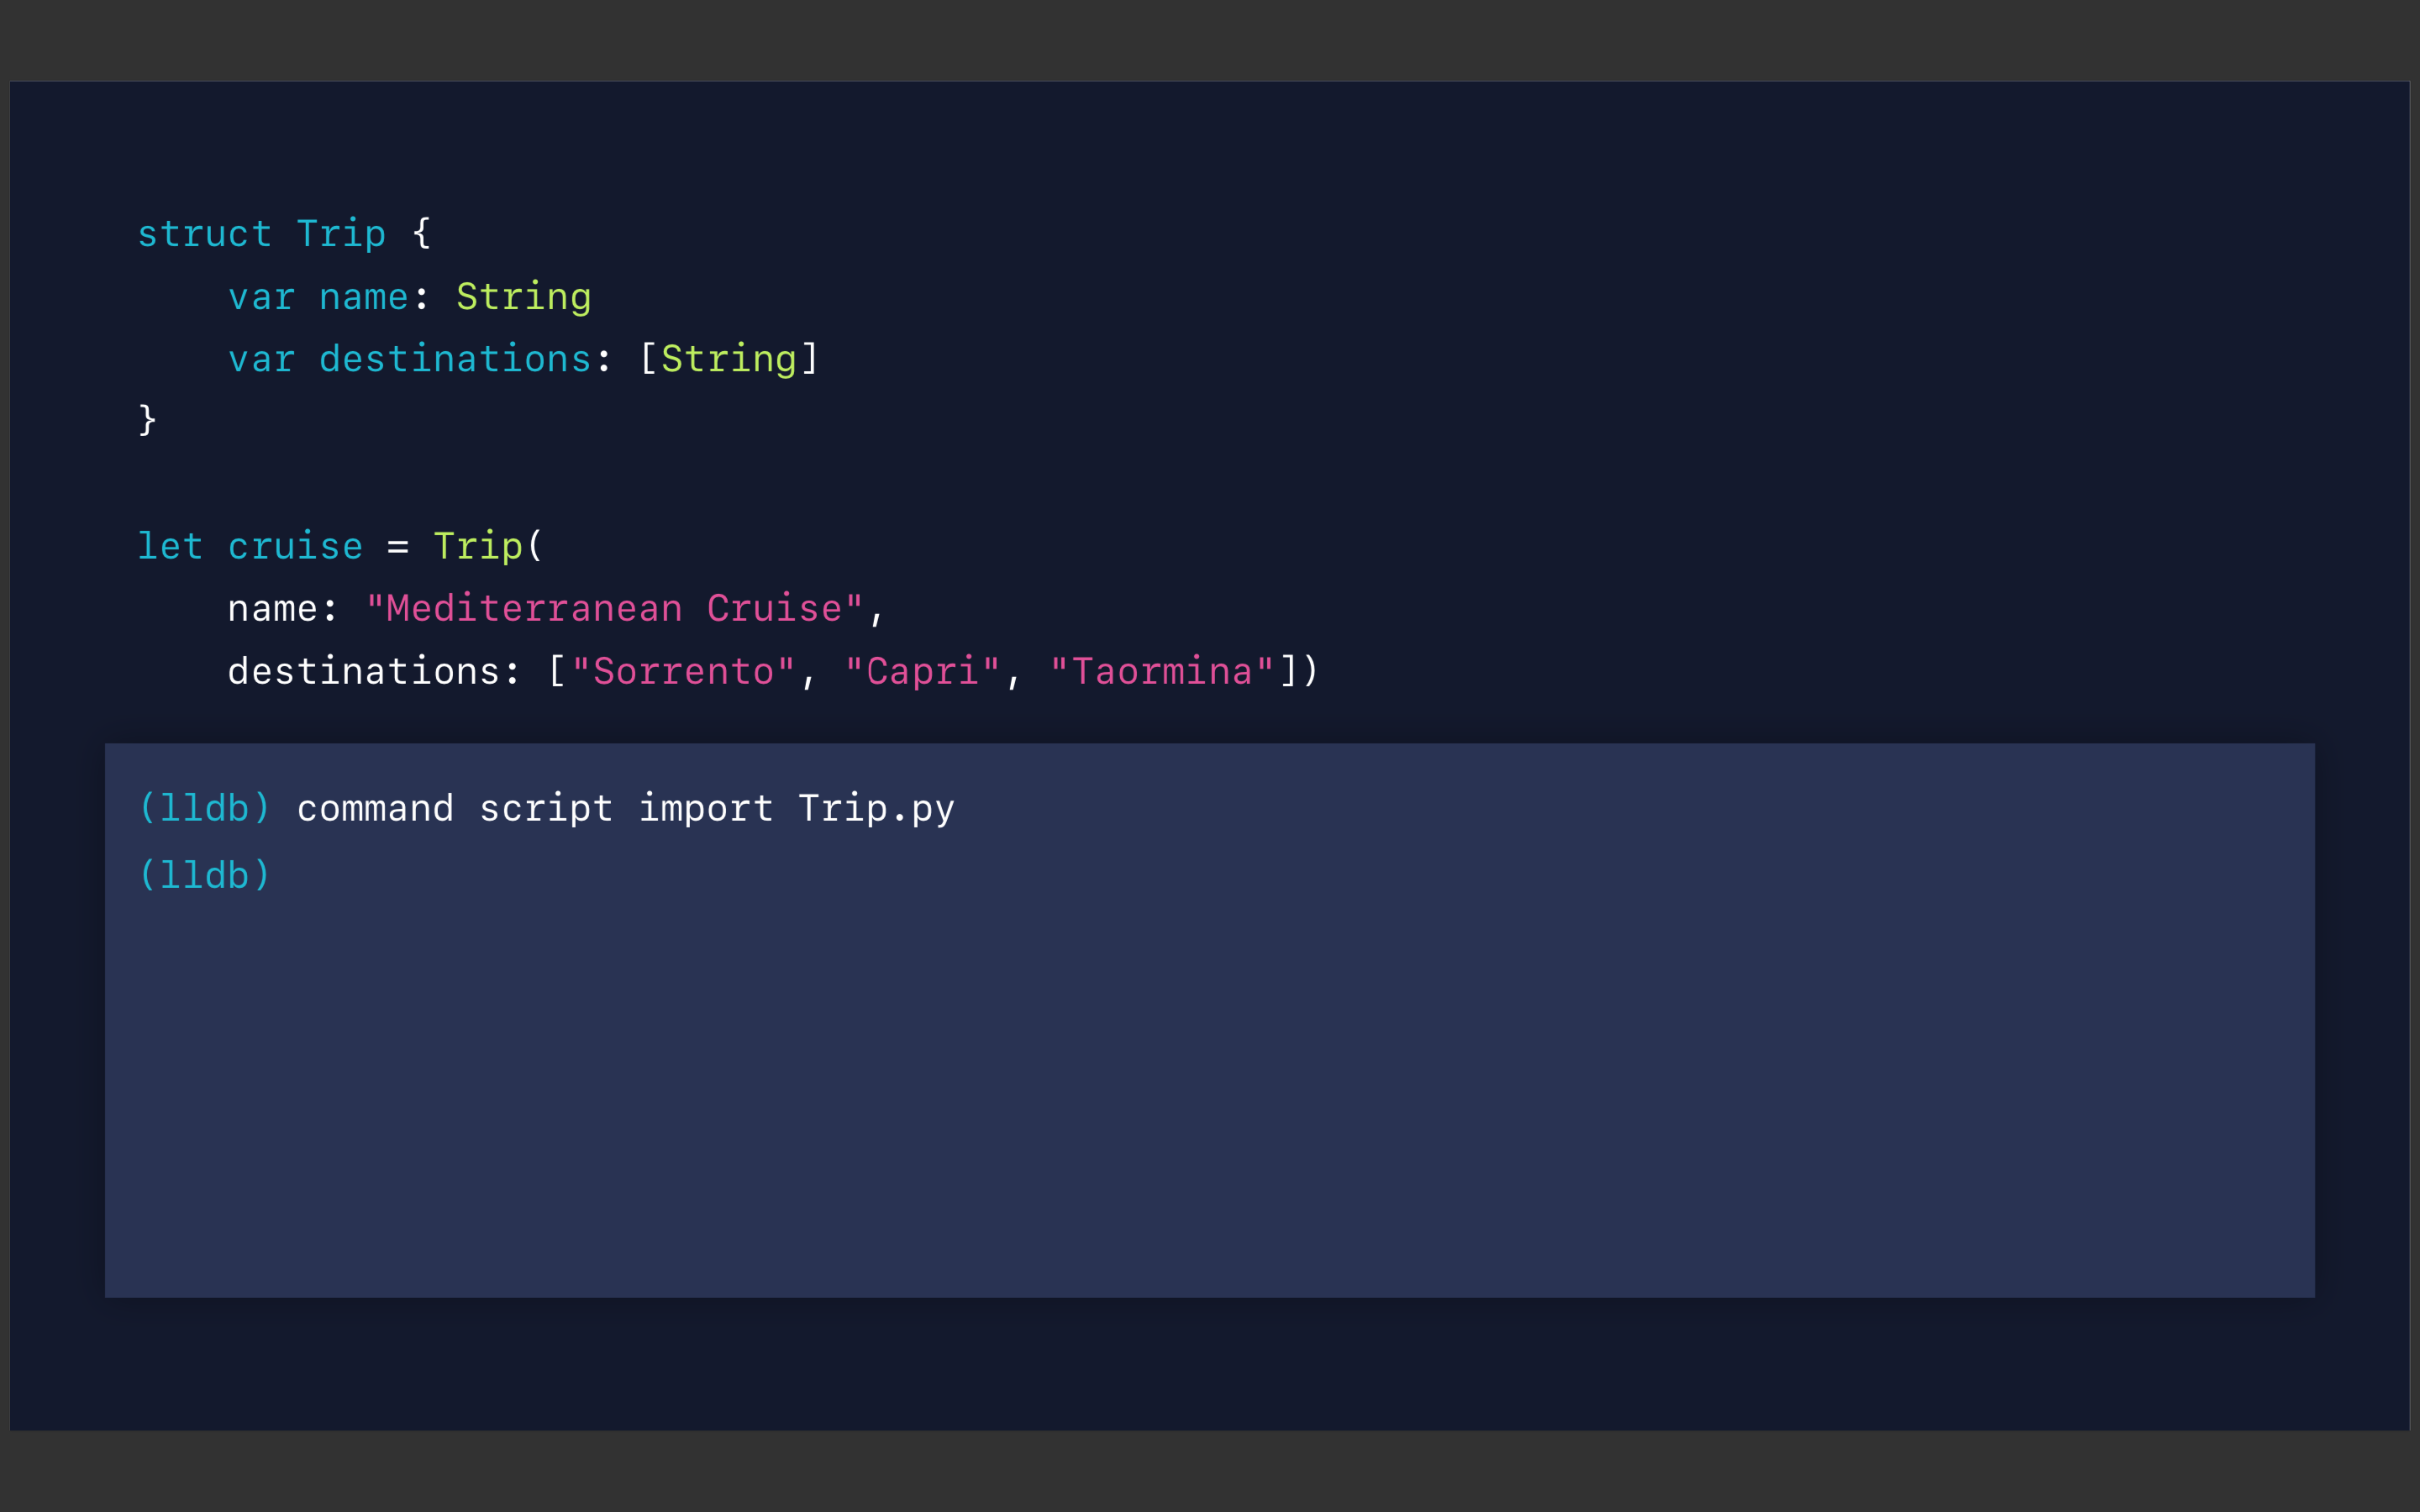 struct Trip {
    var name: String
    var destinations: [String]
}
let cruise = Trip(
    name: "Mediterranean Cruise",
    destinations: ["Sorrento", "Capri", "Taormina"])
(lldb) command script import Trip.py
(lldb)